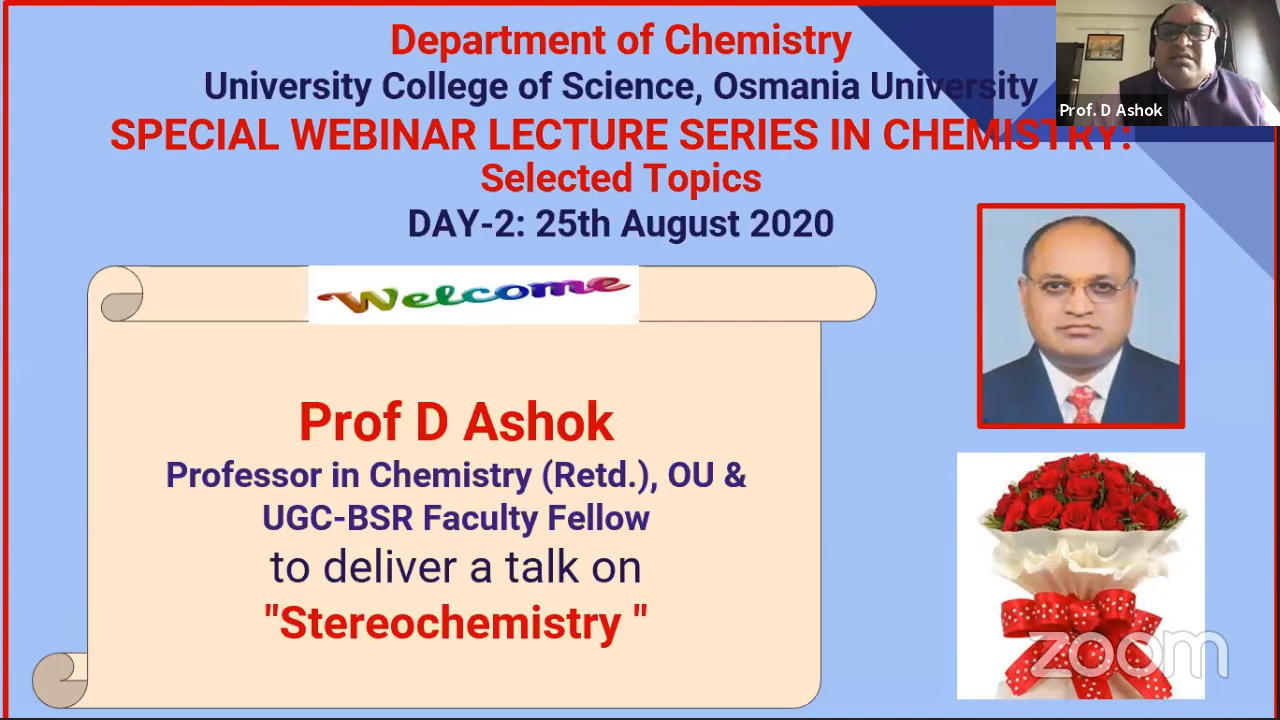 Department of Chemistry
University College of Science, Osmania University
SPECIAL WEBINAR LECTURE SERIES IN CHEMISTRY:
Selected Topics
DAY-2: 25th August 2020
Prof. D Ashok
Welcome
Prof D Ashok
Professor in Chemistry (Retd.), OU &
UGC-BSR Faculty Fellow
to deliver a talk on
"Stereochemistry "
zoom